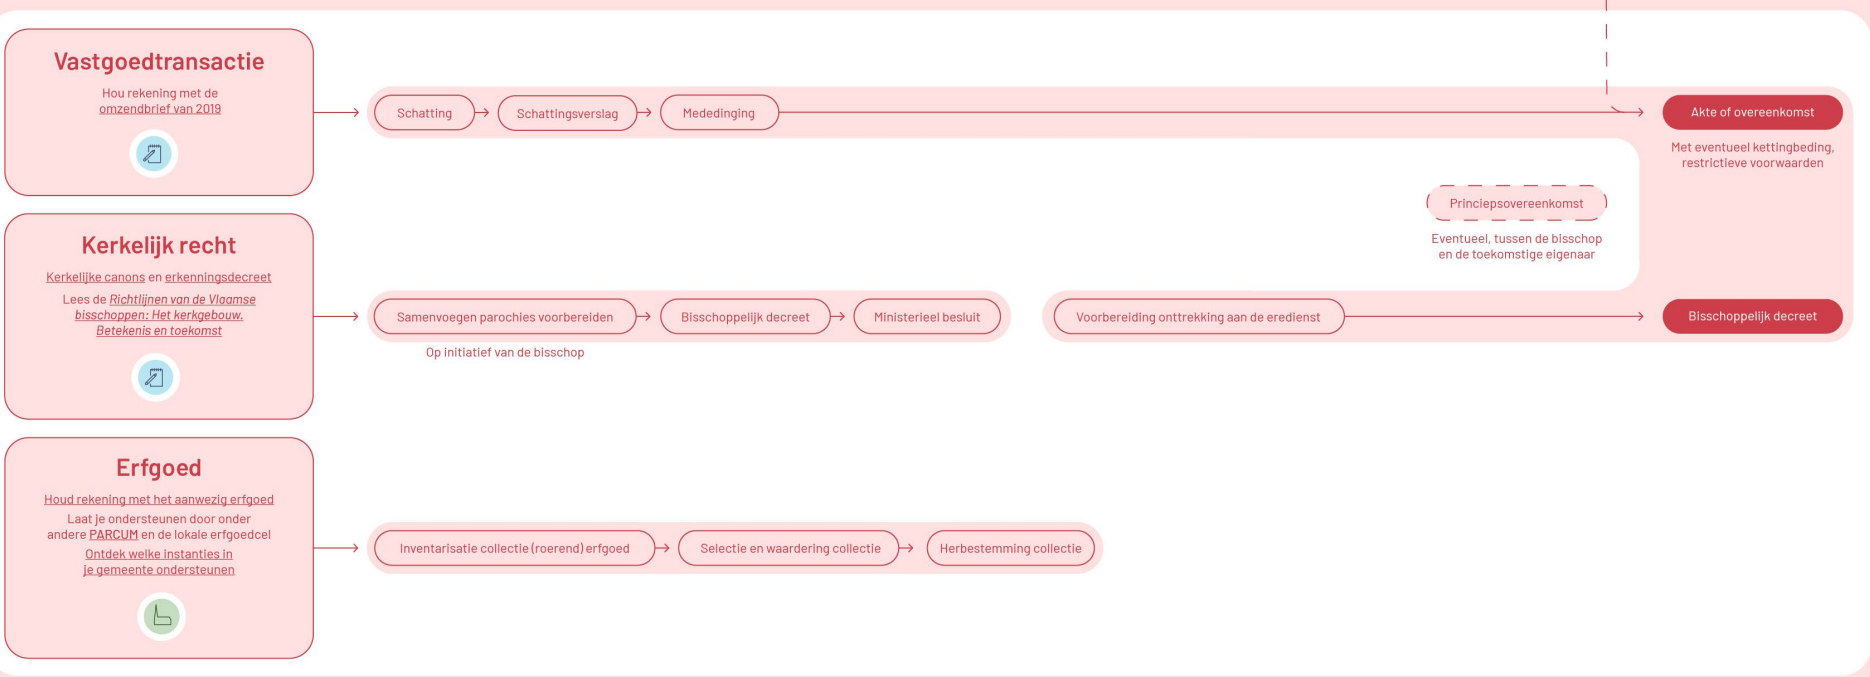 Vastgoedtransactie
Hou rekening met de
omzendbrief van 2019
Schatting
Schattingsverslag
Mededinging
Akte of overeenkomst
Met eventueel kettingbeding,
restrictieve voorwaarden
Principesovereenkomst
Eventueel, tussen de bisschop
en de toekomstige eigenaar
Kerkelijk recht
Kerkelijke canons en erkenningsdecreet
Lees de Richtlijnen van de Vlaamse
bisschoppen: Het kerkgebouw.
Betekenis en toekomst
Samenvoegen parochies voorbereiden
Bisschoppelijk decreet
Ministerieel besluit
Op initiatief van de bisschop
Voorbereiding onttrekking aan de eredienst
Bisschoppelijk decreet
Erfgoed
Houd rekening met het aanwezig erfgoed
Laat je ondersteunen door onder
andere PARCUM en de lokale erfgoedcel
Ontdek welke instanties in
je gemeente ondersteunen
Inventarisatie collectie (roerend) erfgoed
Selectie en waardering collectie
Herbestemming collectie